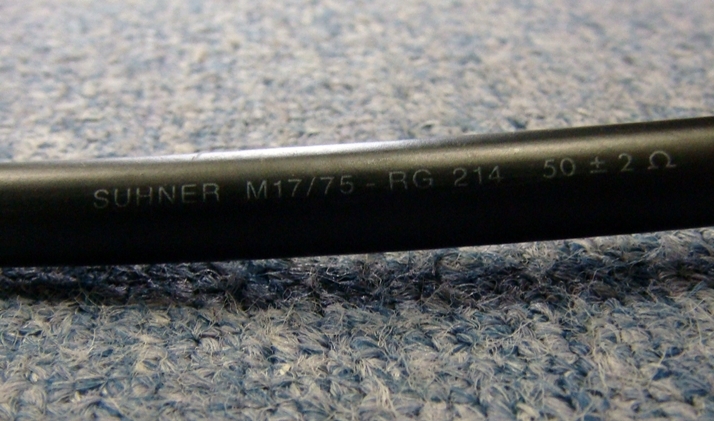 SUHNER M17/75-RG 214 50 ± 2 Ω